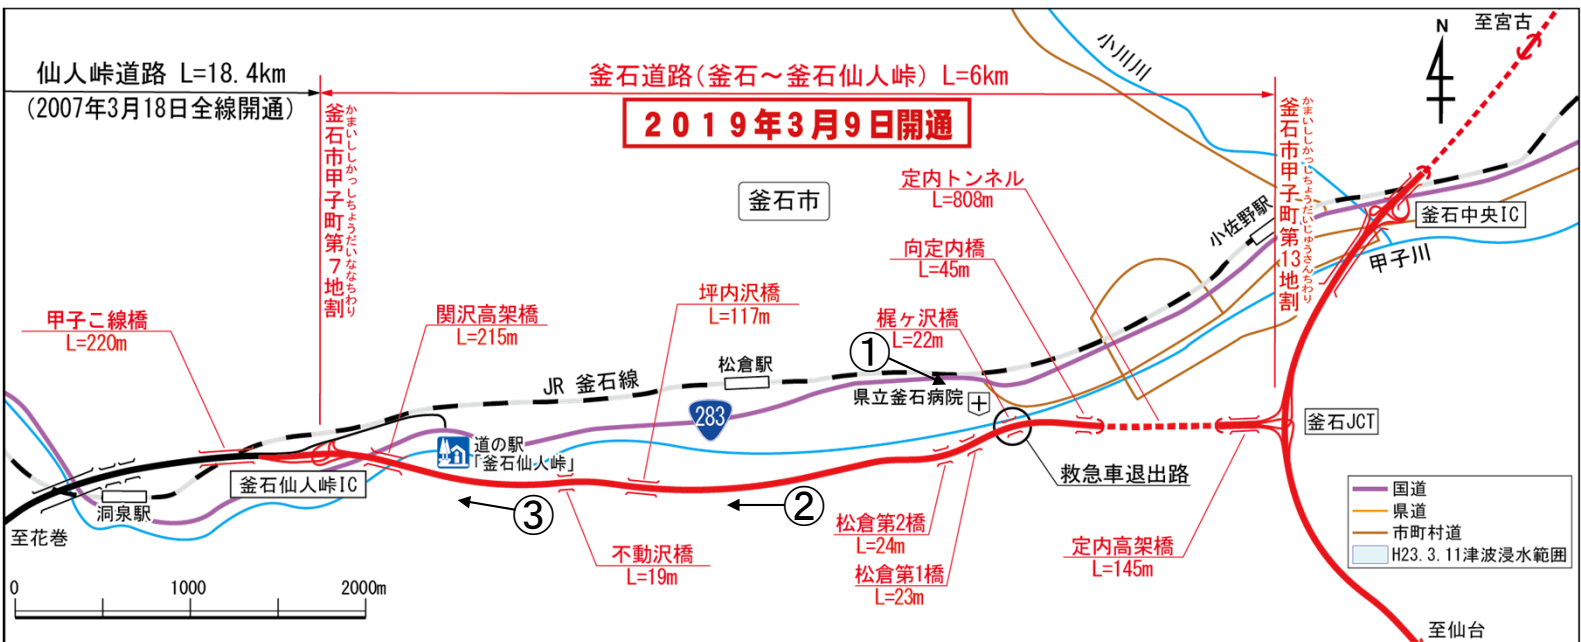 仙人峠道路 L=18.4km
(2007年3月18日全線開通)
釜石道路(釜石～釜石仙人峠) L=6km
2019年3月9日開通
至宮古
N
小川川
釜石市甲子町第7地割
かまいししかっしちょうだいななちわり
釜石市甲子町第13地割
かまいししかっしちょうだいじゅうさんちわり
釜石市
定内トンネル
L=808m
小佐野駅
釜石中央IC
甲子川
向定内橋
L=45m
坪内沢橋
L=117m
梶ヶ沢橋
L=22m
甲子こ線橋
L=220m
関沢高架橋
L=215m
①
松倉駅
JR 釜石線
県立釜石病院
283
釜石JCT
道の駅
「釜石仙人峠」
釜石仙人峠IC
救急車退出路
洞泉駅
至花巻
③
②
松倉第2橋
L=24m
松倉第1橋
L=23m
不動沢橋
L=19m
定内高架橋
L=145m
国道
県道
市町村道
H23.3.11津波浸水範囲
0 1000 2000m
至仙台